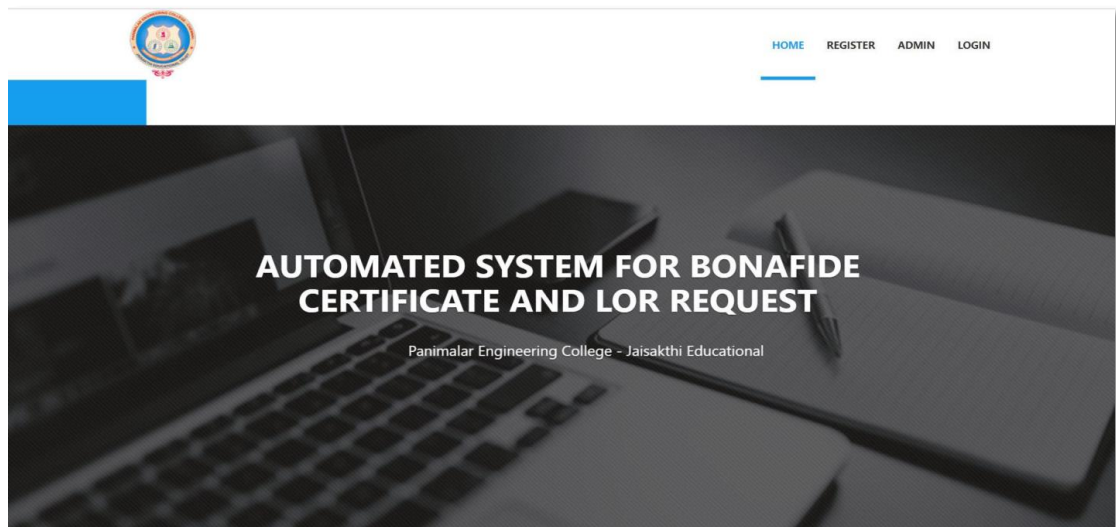 HOME REGISTER ADMIN LOGIN
AUTOMATED SYSTEM FOR BONAFIDE
CERTIFICATE AND LOR REQUEST
Panimalar Engineering College - Jaisakthi Educational